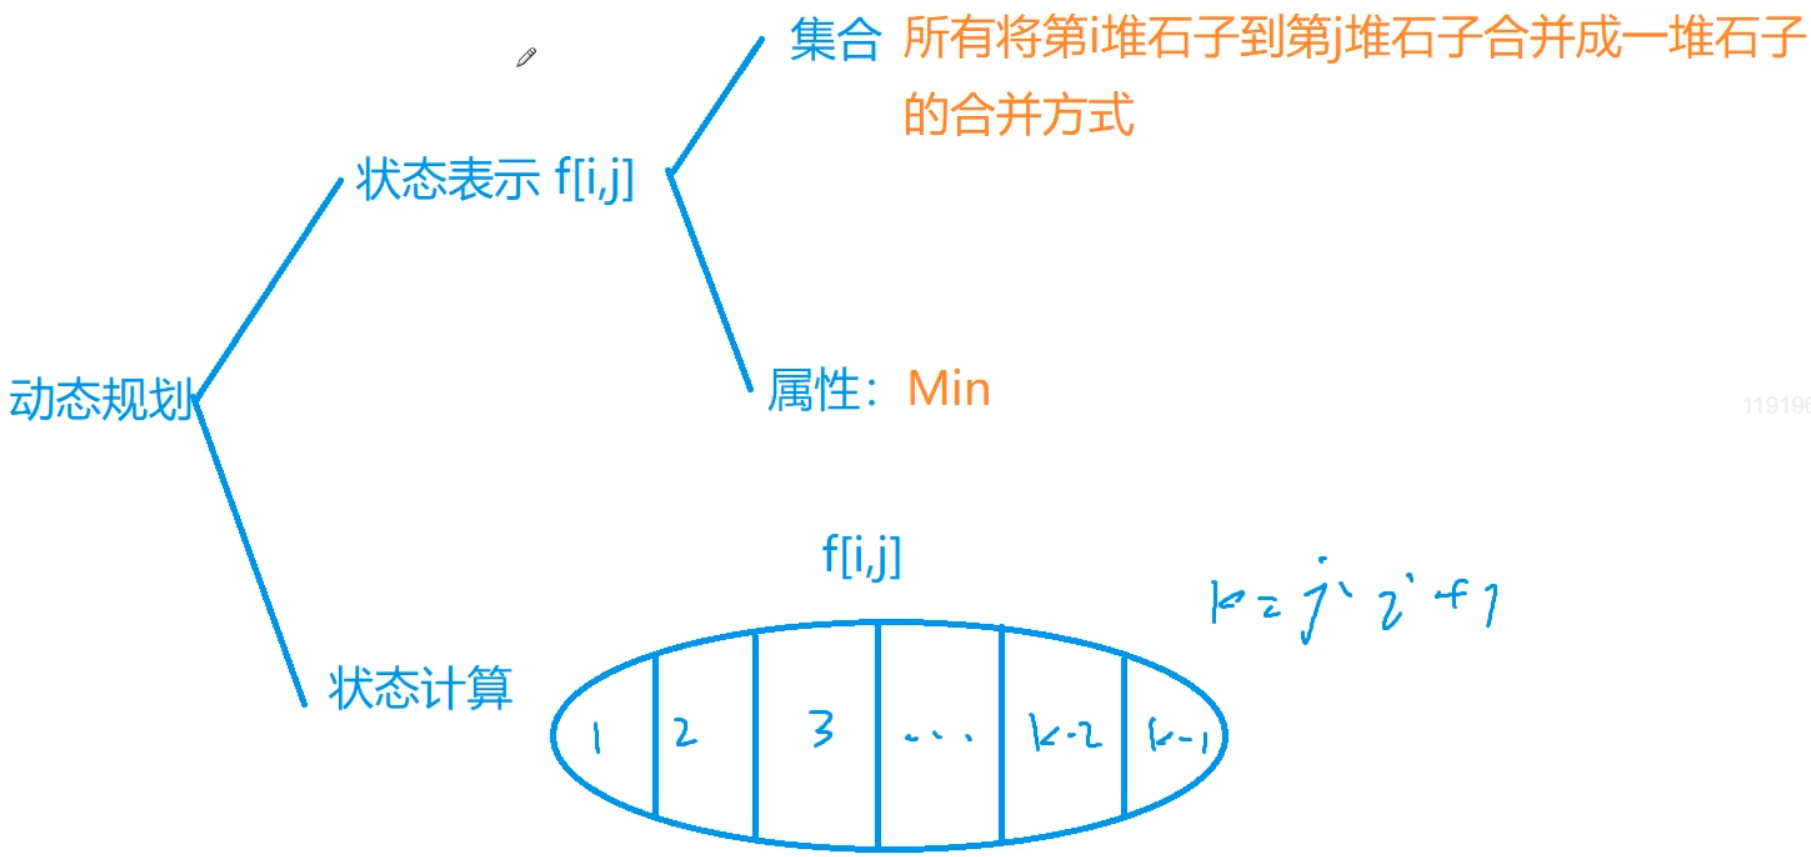 集合 所有将第i堆石子到第j堆石子合并成一堆石子
的合并方式
状态表示 f[i,j]
动态规划
属性：Min
119196
f[i,j]
k=j-i+1
状态计算
1 2 3 ... k-2 k-1